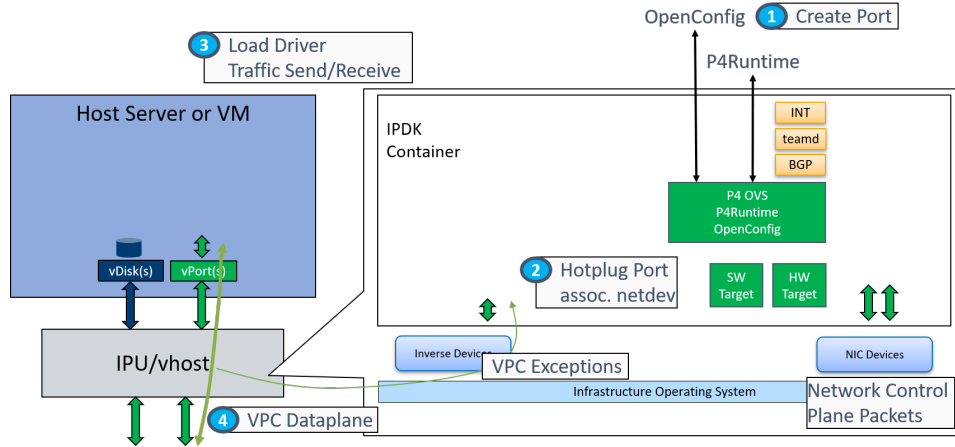 OpenConfig
1 Create Port
3 Load Driver
Traffic Send/Receive
P4Runtime
Host Server or VM
IPDK
Container
INT
teamd
BGP
P4 OVS
P4Runtime
OpenConfig
vDisk(s)
vPort(s)
2 Hotplug Port
assoc. netdev
SW
Target
HW
Target
IPU/vhost
Inverse Devices
NIC Devices
VPC Exceptions
Infrastructure Operating System
Network Control
Plane Packets
4 VPC Dataplane